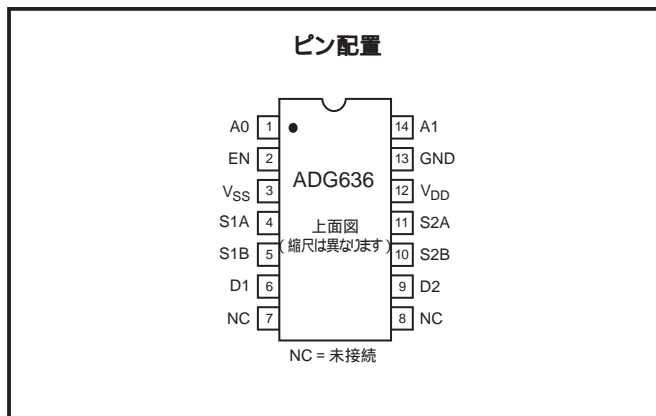 ピン配置
A0 1 14 A1
EN 2 13 GND
VSS 3 12 VDD
S1A 4 11 S2A
S1B 5 10 S2B
D1 6 9 D2
NC 7 8 NC
ADG636
上面図
(縮尺は異なります)
NC = 未接続